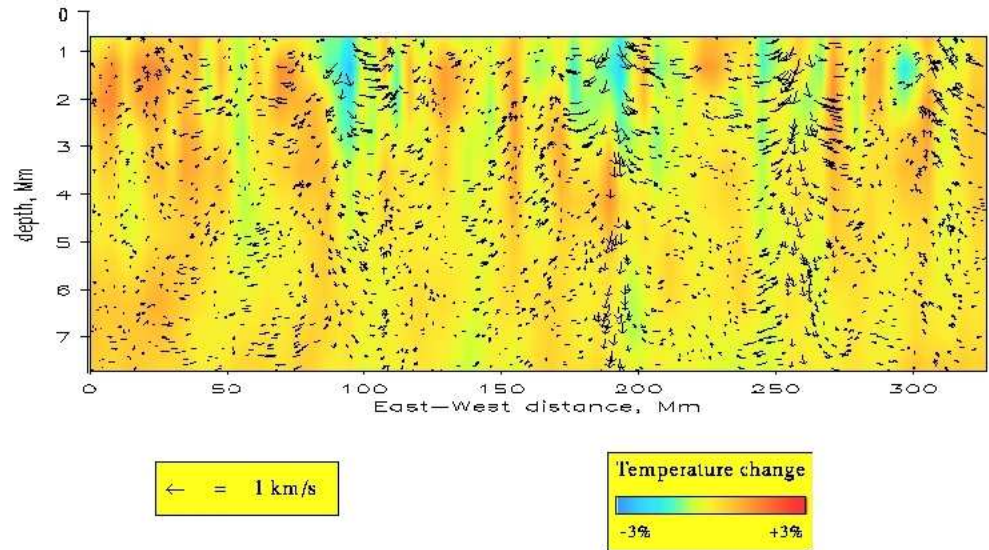 0
1
2
3
4
5
6
7
depth, Mm
0 50 100 150 200 250 300
East—West distance, Mm
← = 1 km/s
Temperature change
-3% +3%